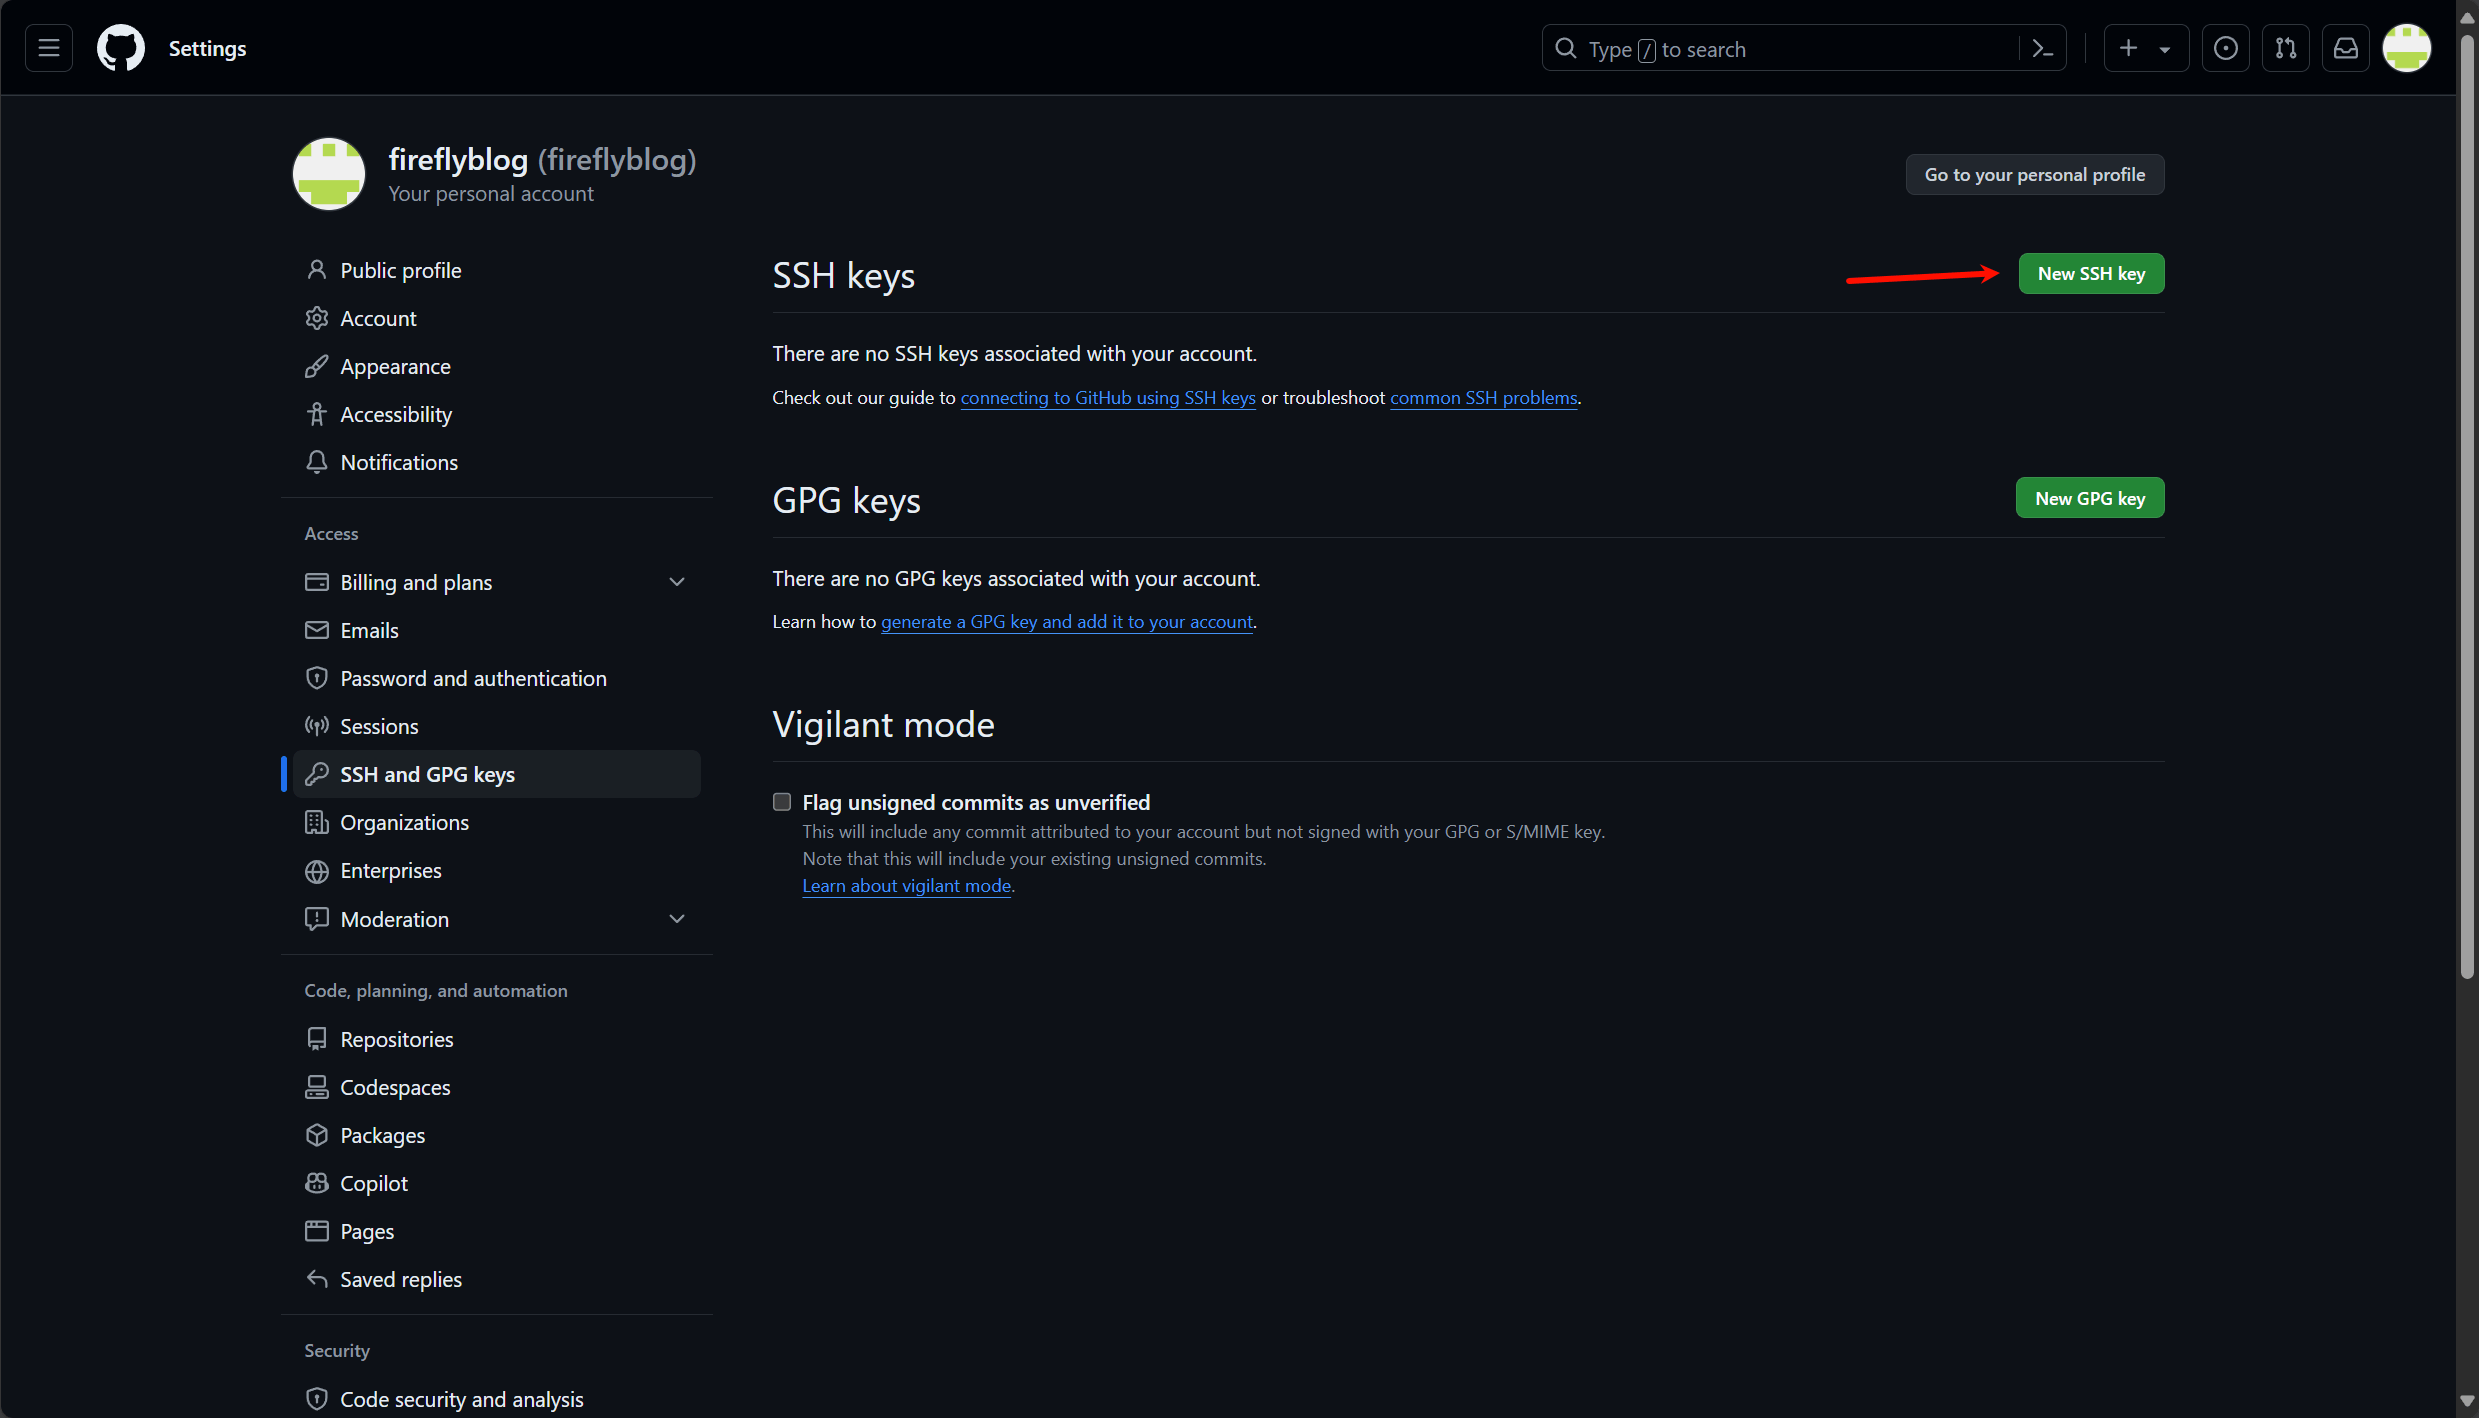 Settings
Type / to search
fireflyblog (fireflyblog)
Your personal account
Go to your personal profile
Public profile
Account
Appearance
Accessibility
Notifications
Access
Billing and plans
Emails
Password and authentication
Sessions
SSH and GPG keys
Organizations
Enterprises
Moderation
Code, planning, and automation
Repositories
Codespaces
Packages
Copilot
Pages
Saved replies
Security
Code security and analysis
SSH keys
New SSH key
There are no SSH keys associated with your account.
Check out our guide to connecting to GitHub using SSH keys or troubleshoot common SSH problems.
GPG keys
New GPG key
There are no GPG keys associated with your account.
Learn how to generate a GPG key and add it to your account.
Vigilant mode
Flag unsigned commits as unverified
This will include any commit attributed to your account but not signed with your GPG or S/MIME key.
Note that this will include your existing unsigned commits.
Learn about vigilant mode.